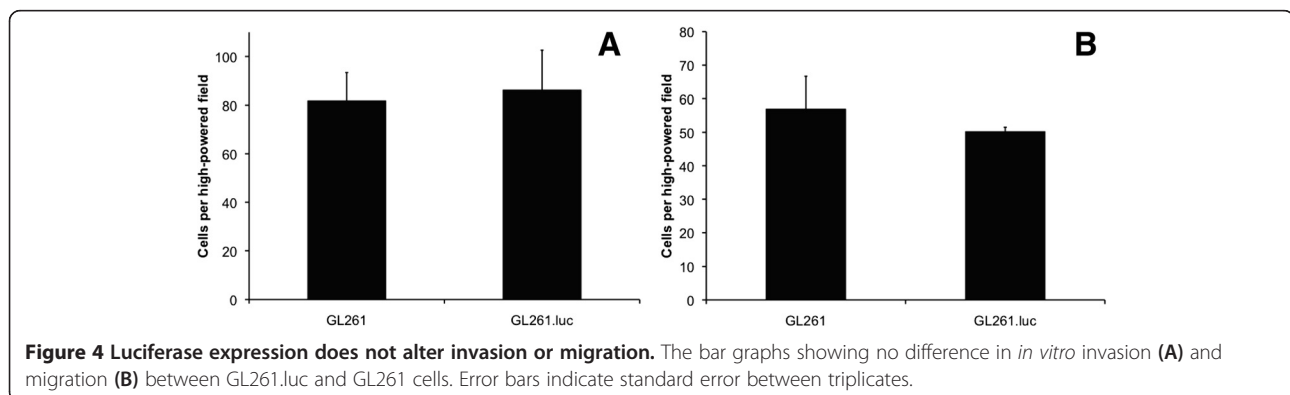 A
Cells per high-powered field
100
80
60
40
20
0
GL261
GL261.luc
B
Cells per high-powered field
80
70
60
50
40
30
20
10
0
GL261
GL261.luc
Figure 4 Luciferase expression does not alter invasion or migration. The bar graphs showing no difference in in vitro invasion (A) and
migration (B) between GL261.luc and GL261 cells. Error bars indicate standard error between triplicates.